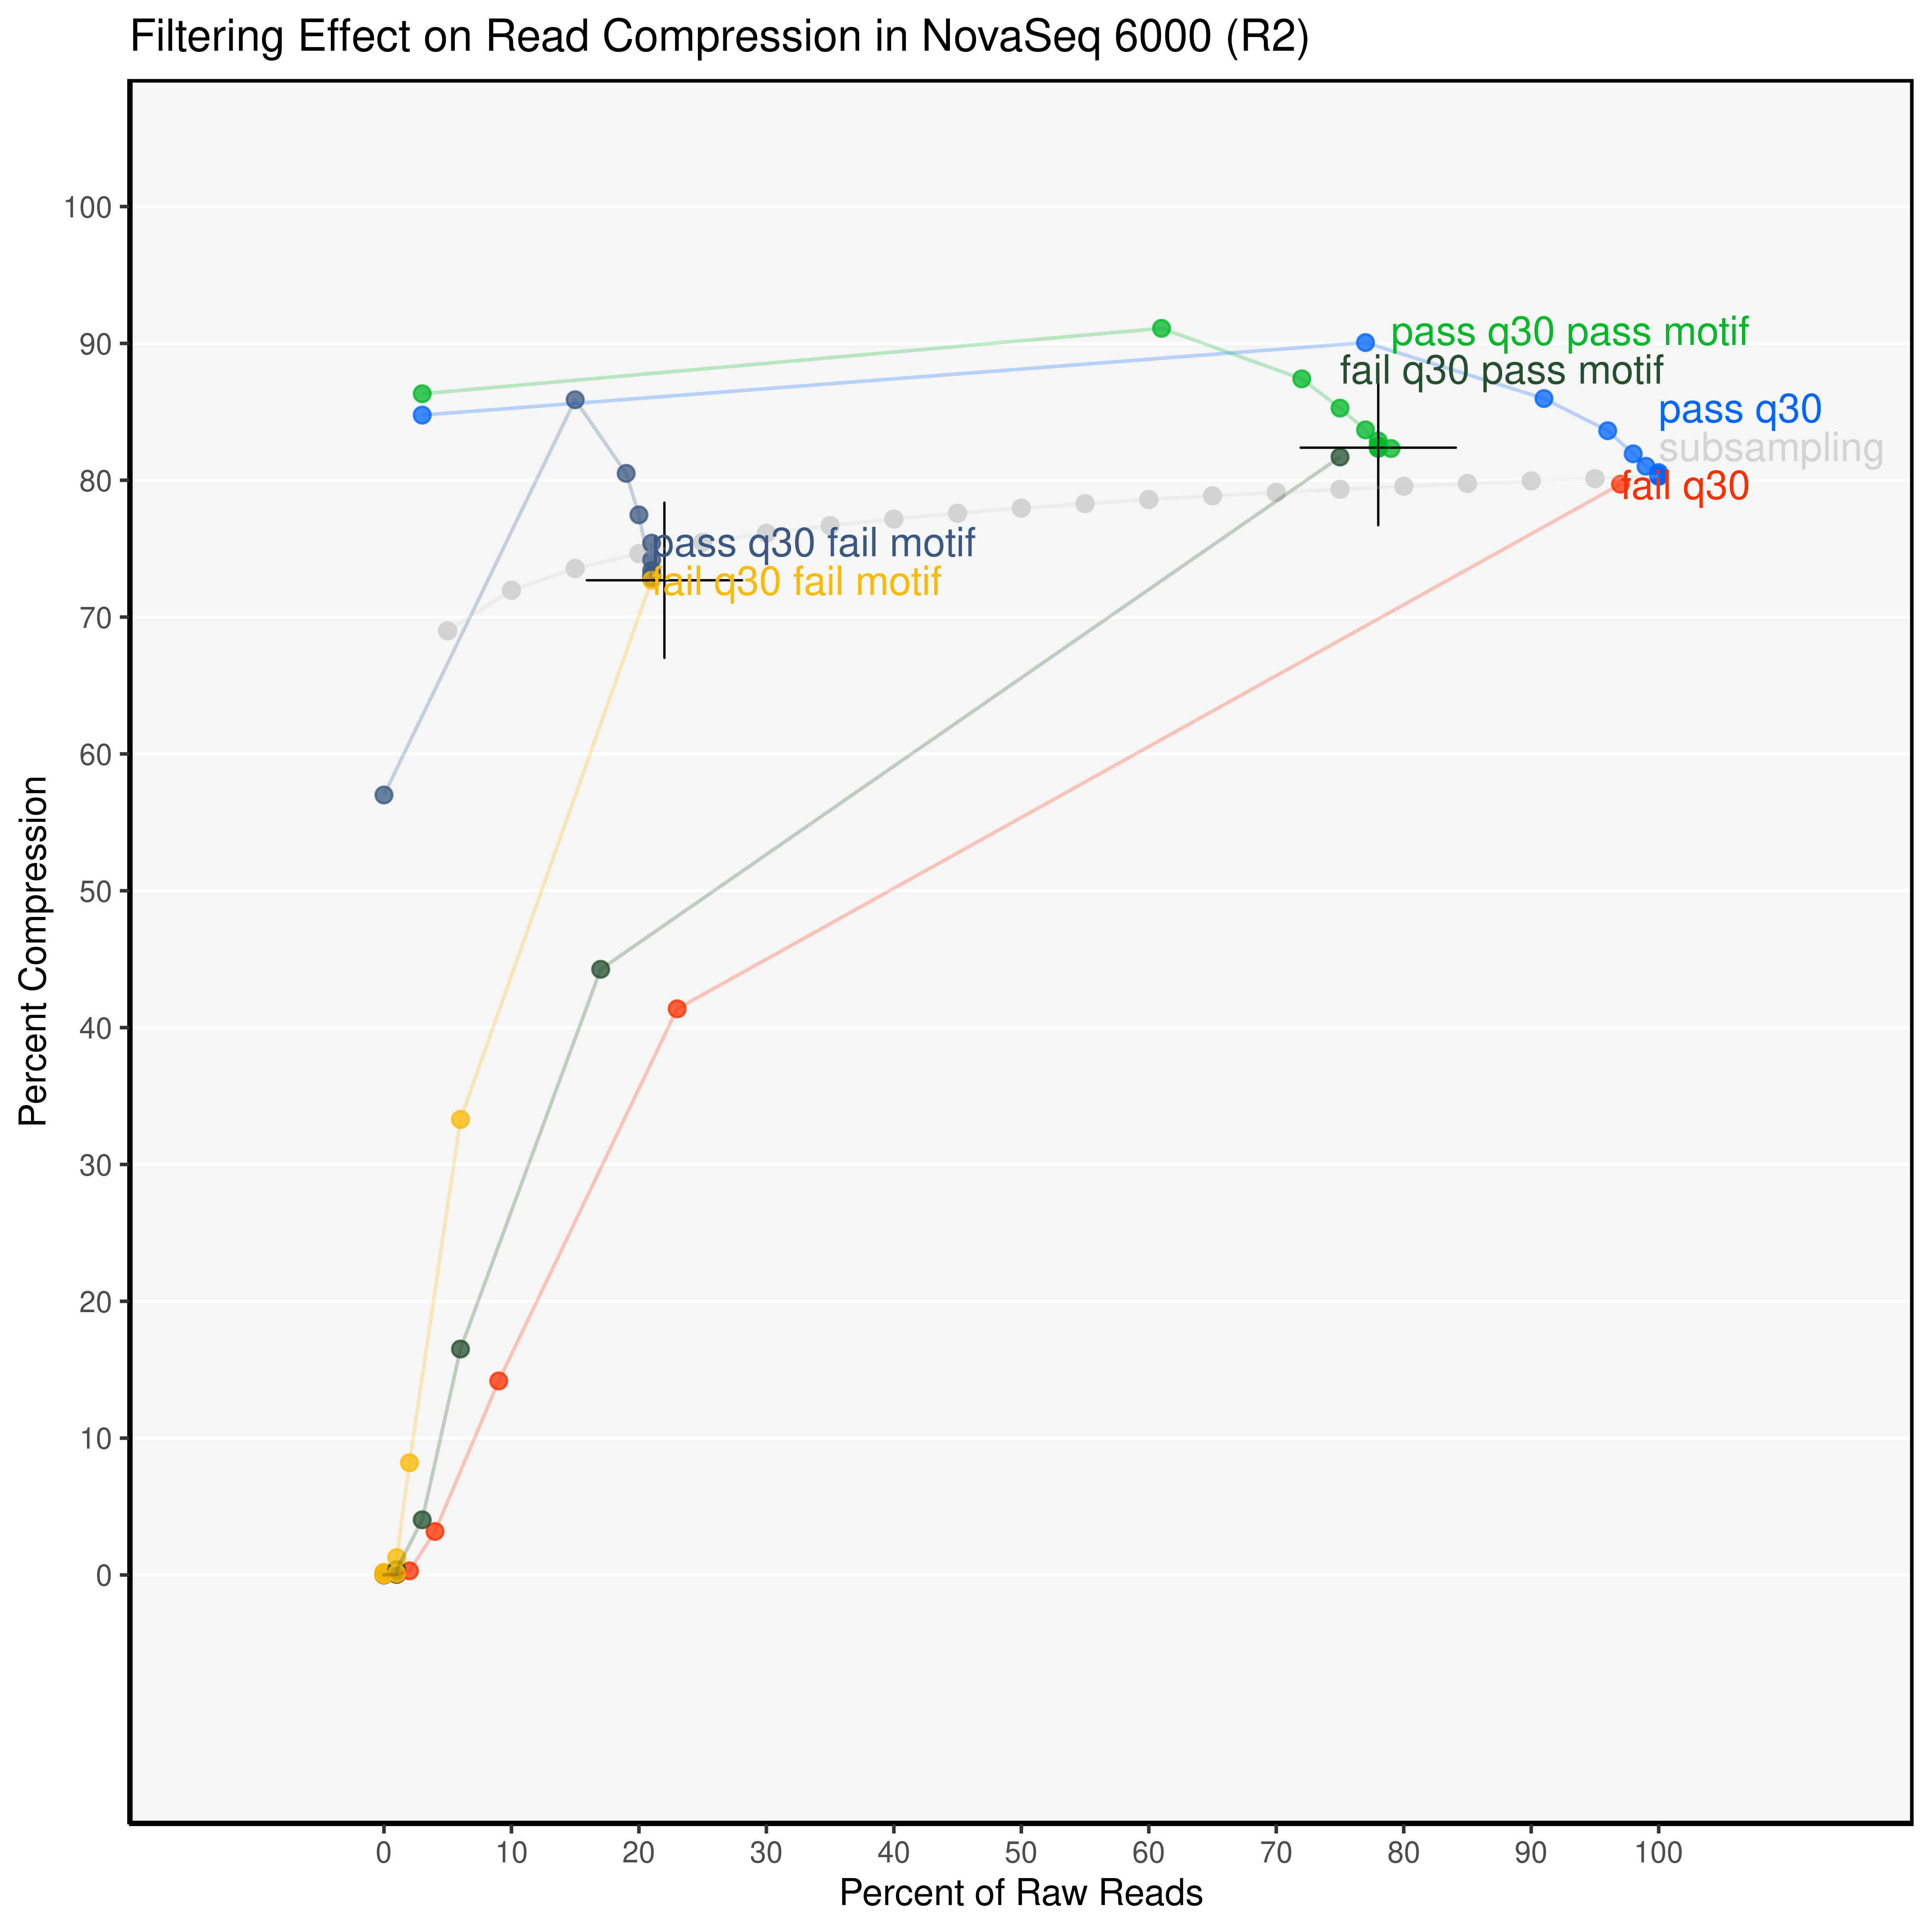 Filtering Effect on Read Compression in NovaSeq 6000 (R2)
Percent Compression
100
90
80
70
60
50
40
30
20
10
0
pass q30 pass motif
fail q30 pass motif
pass q30
subsampling
fail q30
pass q30 fail motif
fail q30 fail motif
0 10 20 30 40 50 60 70 80 90 100
Percent of Raw Reads